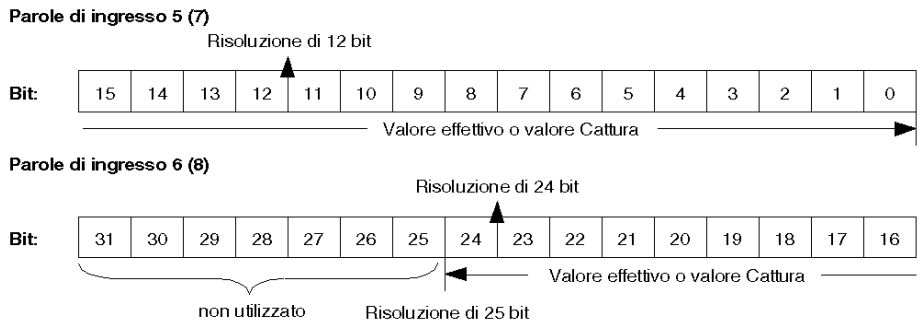 Parole di ingresso 5 (7)
Risoluzione di 12 bit
Bit: 15 14 13 12 11 10 9 8 7 6 5 4 3 2 1 0
Valore effettivo o valore Cattura
Parole di ingresso 6 (8)
Risoluzione di 24 bit
Bit: 31 30 29 28 27 26 25 24 23 22 21 20 19 18 17 16
Valore effettivo o valore Cattura
non utilizzato Risoluzione di 25 bit